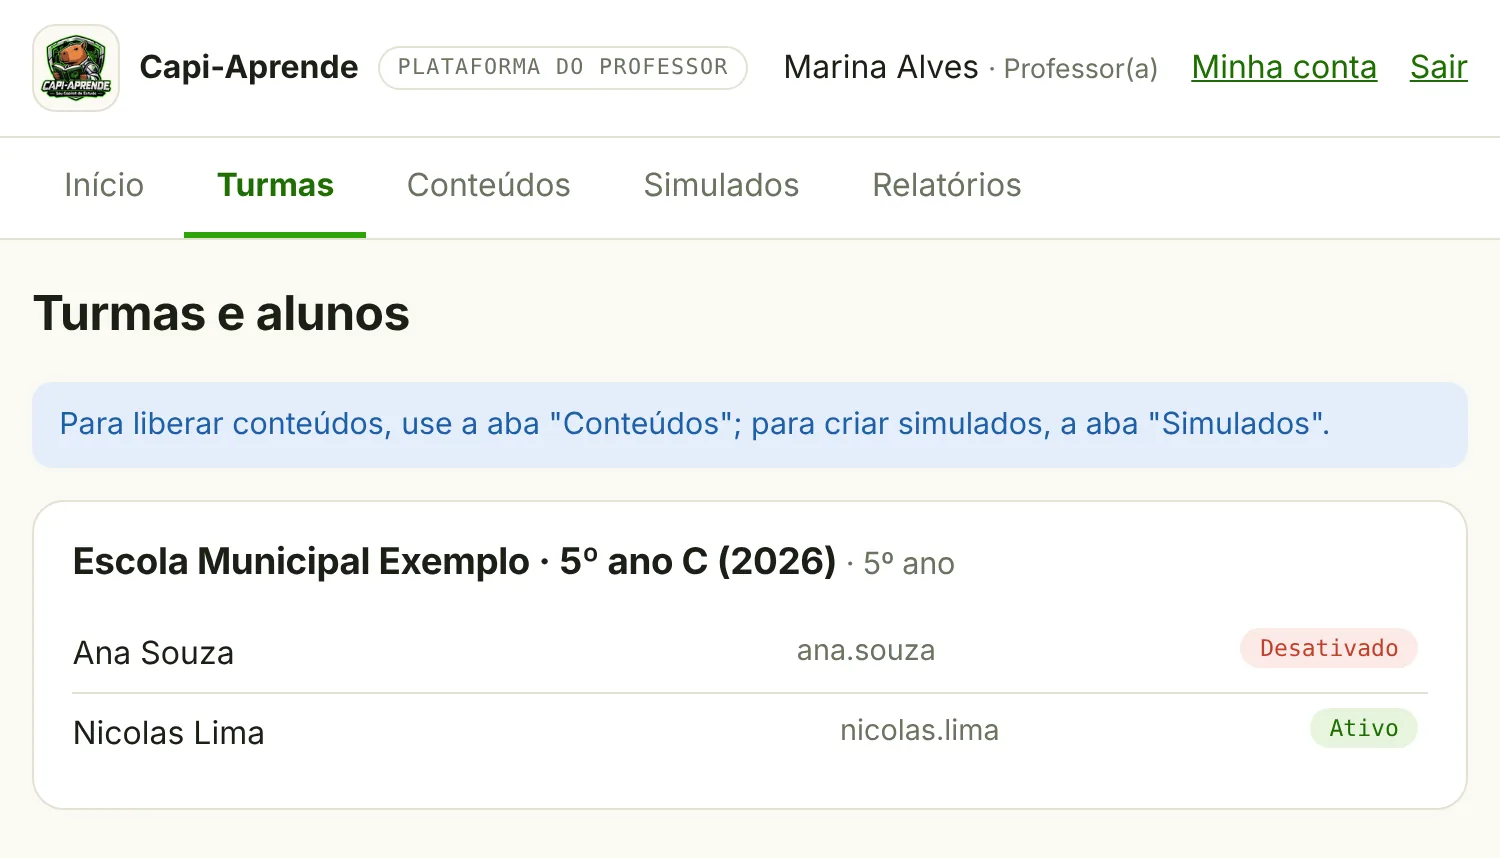 CAPI-APRENDE
Capi-Aprende PLATAFORMA DO PROFESSOR Marina Alves · Professor(a) Minha conta Sair
Início Turmas Conteúdos Simulados Relatórios
Turmas e alunos
Para liberar conteúdos, use a aba "Conteúdos"; para criar simulados, a aba "Simulados".
Escola Municipal Exemplo · 5º ano C (2026) · 5º ano
Ana Souza ana.souza Desativado
Nicolas Lima nicolas.lima Ativo